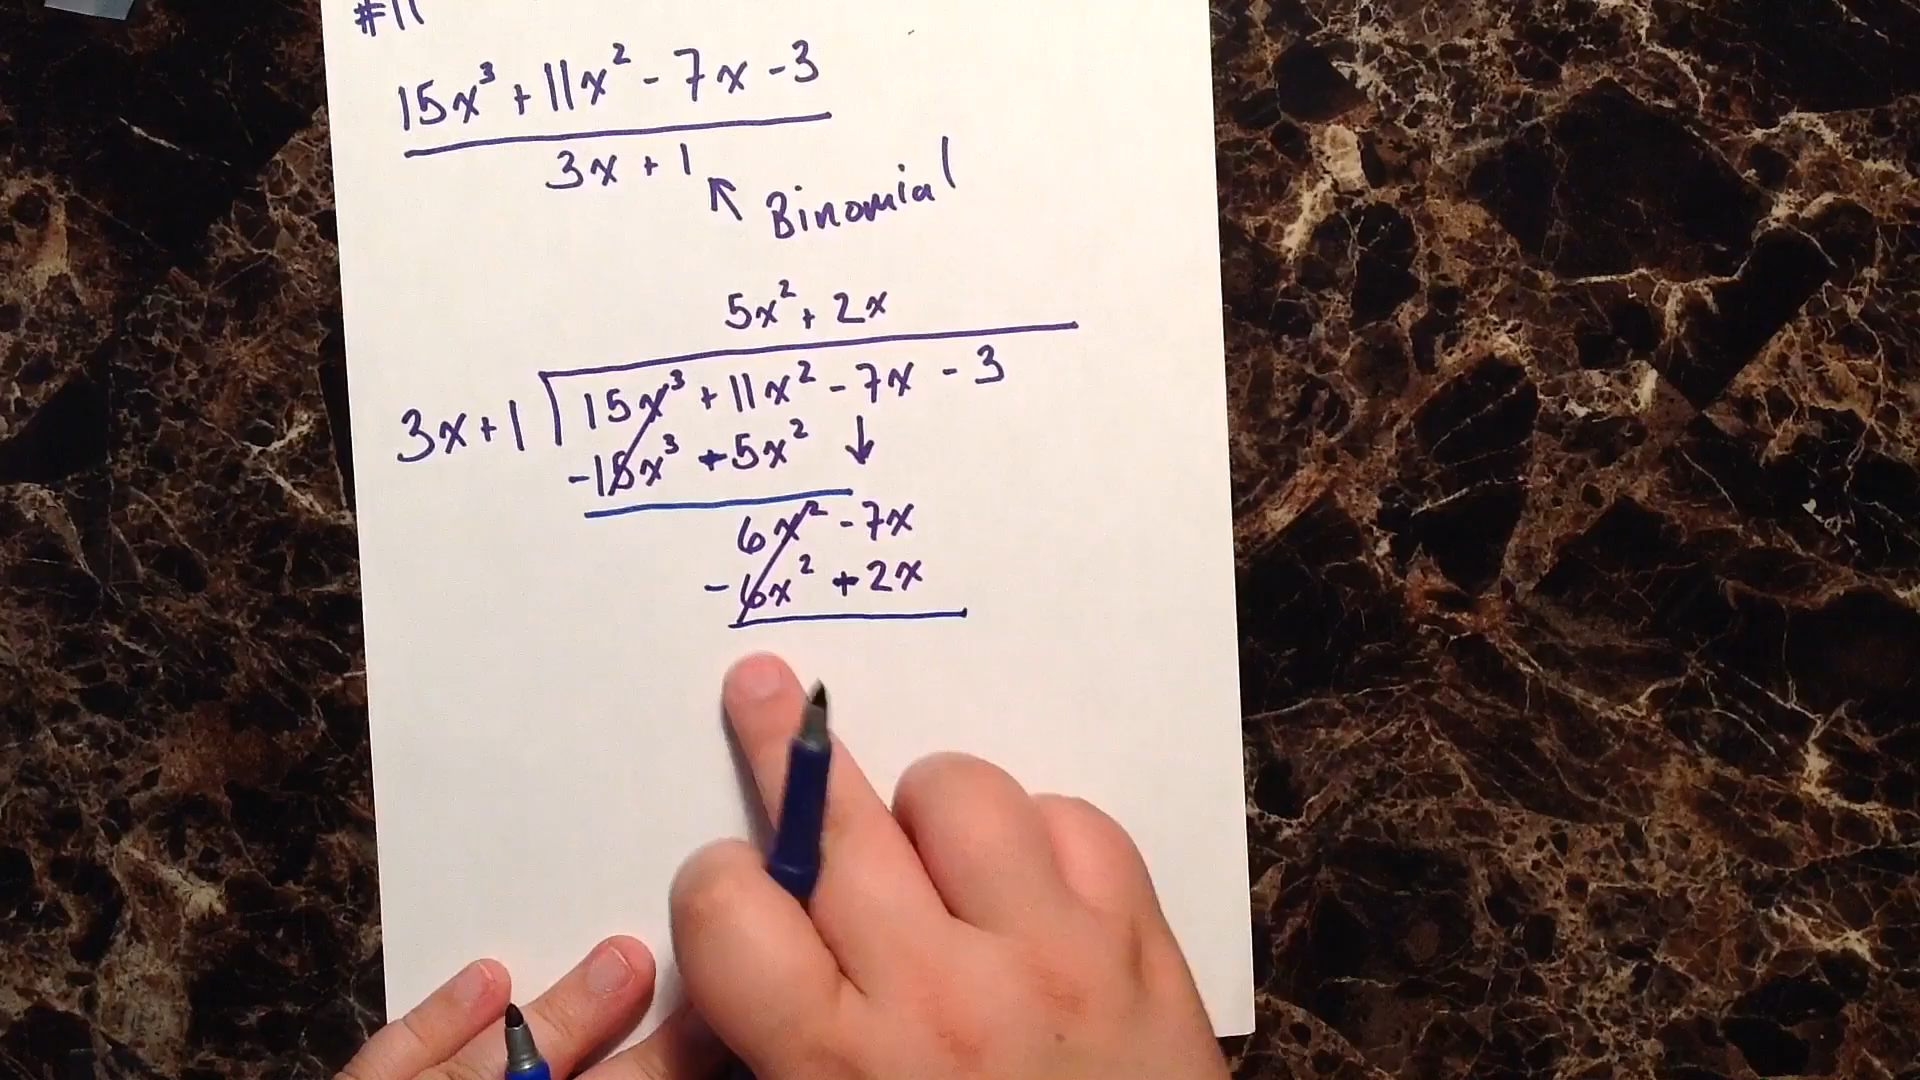 #11
15x³ + 11x² - 7x - 3
3x + 1
Binomial
5x² + 2x
3x + 1 15x³ + 11x² - 7x - 3
-15x³ + 5x²
6x² - 7x
-6x² + 2x